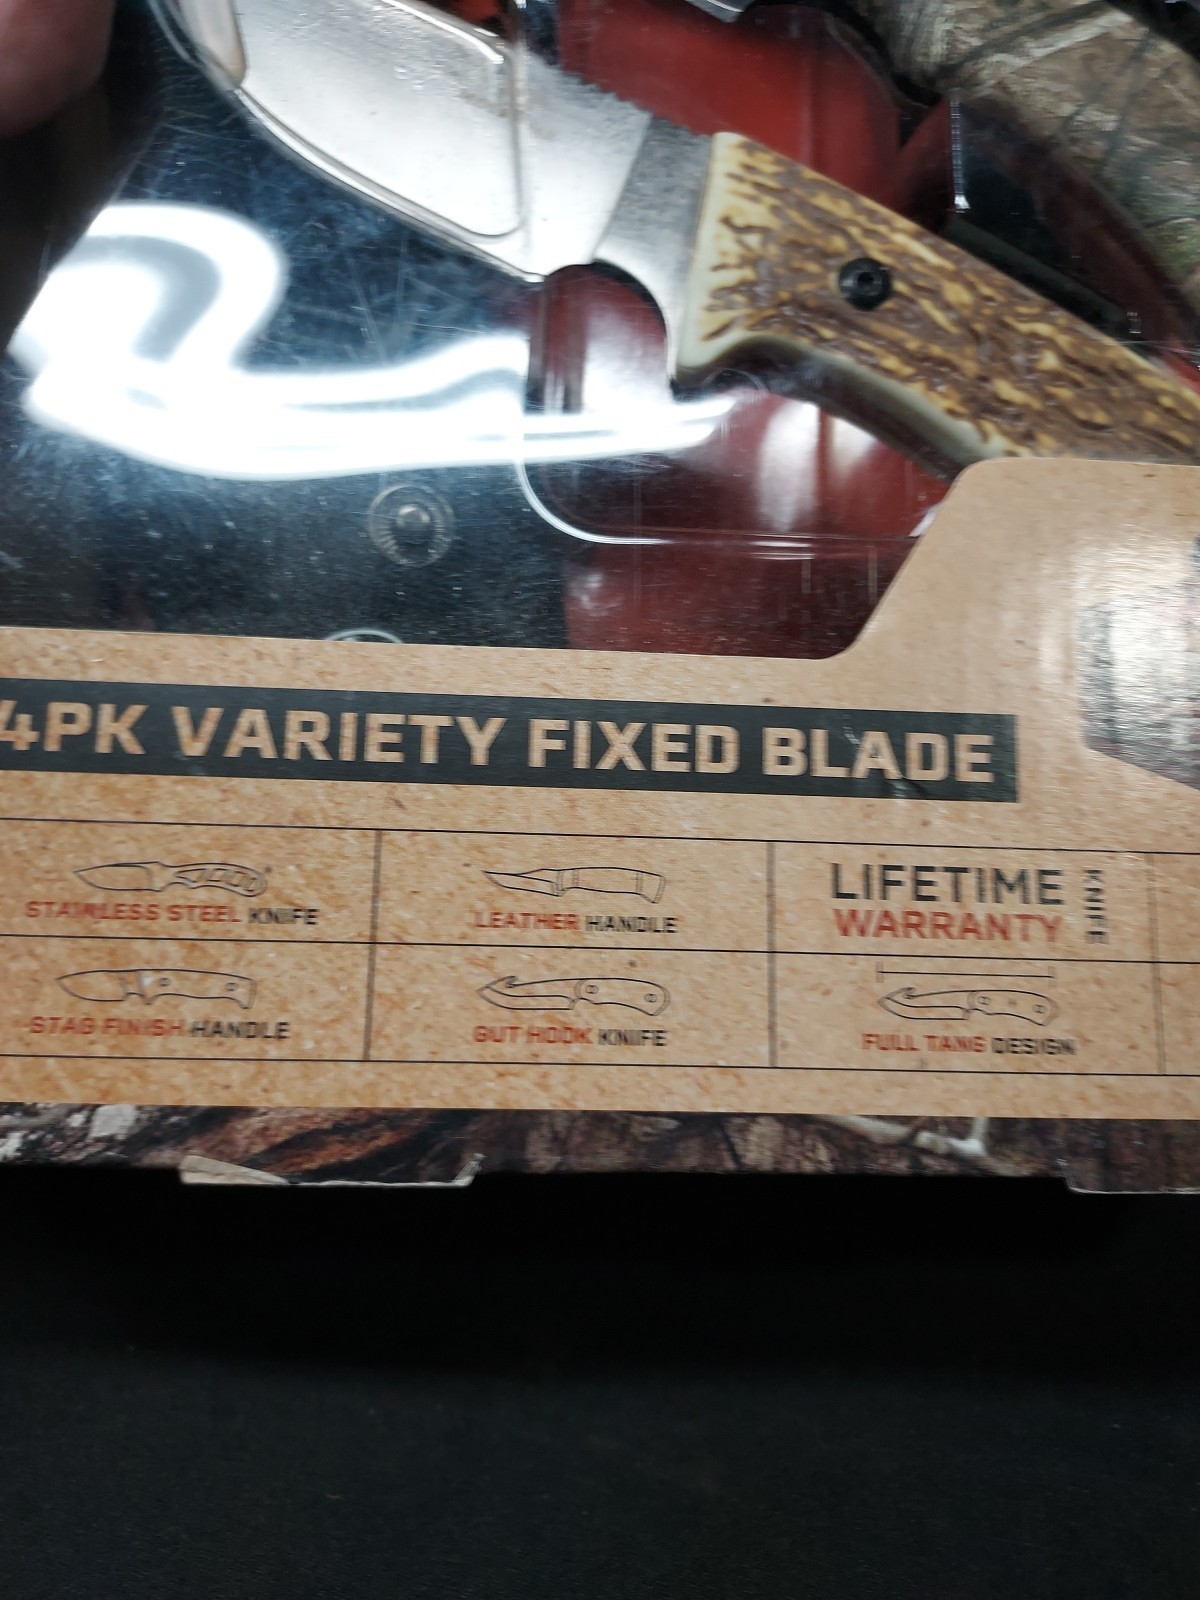 4PK VARIETY FIXED BLADE
STAINLESS STEEL KNIFE
LEATHER HANDLE
LIFETIME
WARRANTY
KNIFE
STAG FINISH HANDLE
GUT HOOK KNIFE
FULL TANG DESIGN